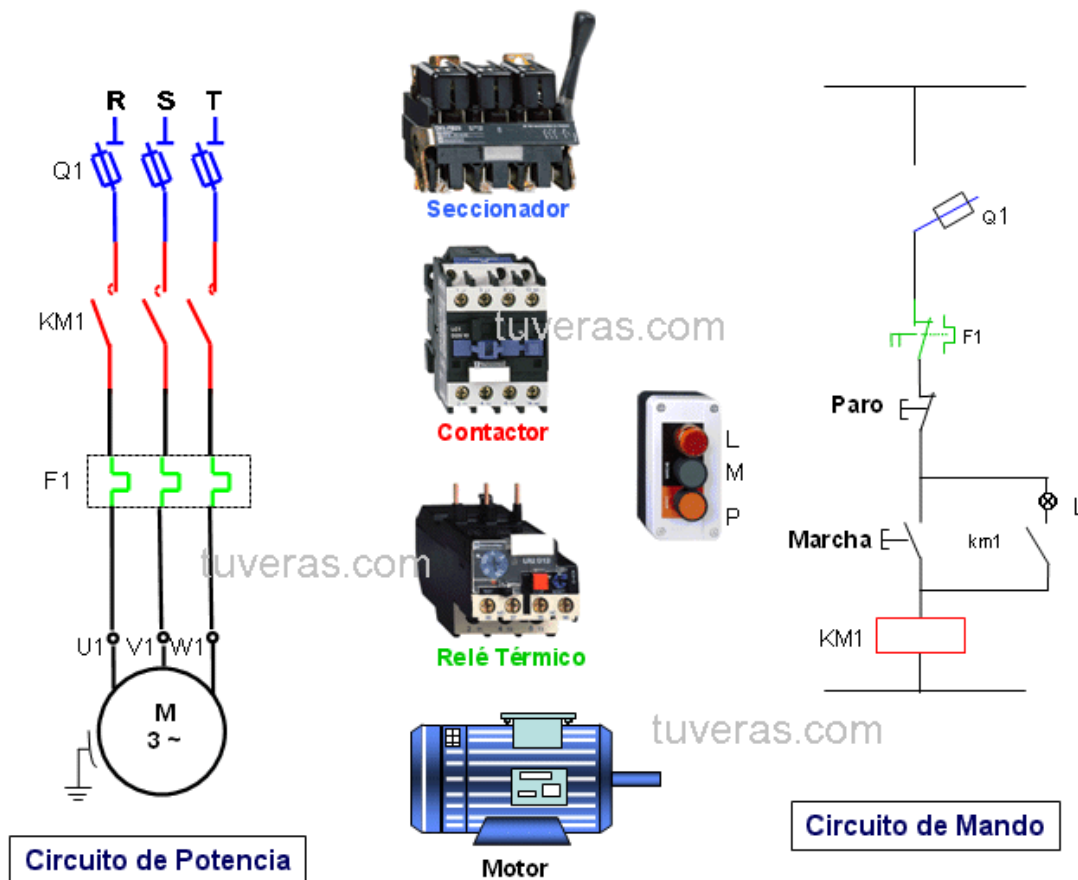 R S T
Q1
KM1
F1
U1 V1 W1
M
3 ~
Circuito de Potencia
Seccionador
tuveras.com
Contactor
tuveras.com
Relé Térmico
Motor
L
M
P
Q1
F1
Paro
L
Marcha
km1
KM1
tuveras.com
Circuito de Mando